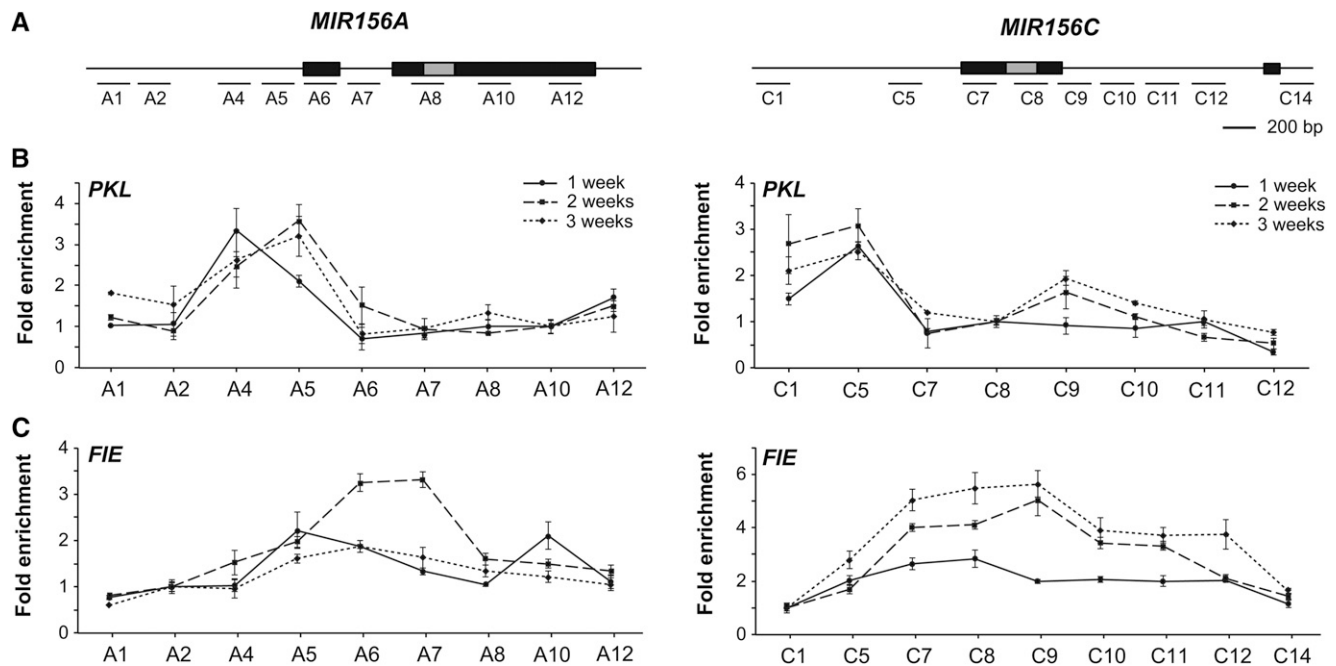 A
MIR156A
MIR156C
A1 A2 A4 A5 A6 A7 A8 A10 A12
C1 C5 C7 C8 C9 C10 C11 C12 C14
200 bp
B
PKL
1 week
2 weeks
3 weeks
Fold enrichment
4
3
2
1
0
A1 A2 A4 A5 A6 A7 A8 A10 A12
PKL
1 week
2 weeks
3 weeks
Fold enrichment
4
3
2
1
0
C1 C5 C7 C8 C9 C10 C11 C12
C
FIE
Fold enrichment
4
3
2
1
0
A1 A2 A4 A5 A6 A7 A8 A10 A12
FIE
Fold enrichment
6
4
2
0
C1 C5 C7 C8 C9 C10 C11 C12 C14